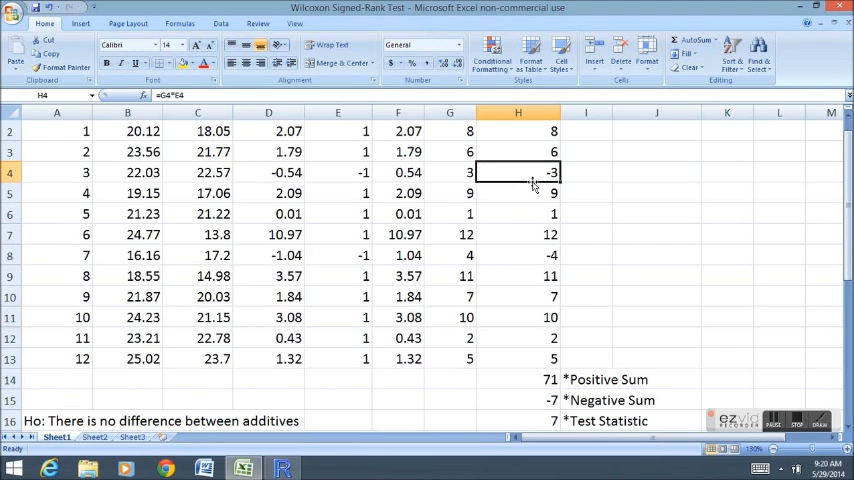 Wilcoxon Signed-Rank Test - Microsoft Excel non-commercial use
Home Insert Page Layout Formulas Data Review View
Cut Calibri 14 A A Wrap Text General AutoSum
Copy Fill
Paste Format Painter B I U A Merge & Center $ % , Conditional Formatting Format as Table Cell Styles Insert Delete Format Clear Sort & Filter Find & Select
Clipboard Font Alignment Number Styles Cells Editing
H4 fx =G4*E4
A B C D E F G H I J K L M
2 1 20.12 18.05 2.07 1 2.07 8 8
3 2 23.56 21.77 1.79 1 1.79 6 6
4 3 22.03 22.57 -0.54 -1 0.54 3 -3
5 4 19.15 17.06 2.09 1 2.09 9 9
6 5 21.23 21.22 0.01 1 0.01 1 1
7 6 24.77 13.8 10.97 1 10.97 12 12
8 7 16.16 17.2 -1.04 -1 1.04 4 -4
9 8 18.55 14.98 3.57 1 3.57 11 11
10 9 21.87 20.03 1.84 1 1.84 7 7
11 10 24.23 21.15 3.08 1 3.08 10 10
12 11 23.21 22.78 0.43 1 0.43 2 2
13 12 25.02 23.7 1.32 1 1.32 5 5
14 71 *Positive Sum
15 -7 *Negative Sum
16 Ho: There is no difference between additives 7 *Test Statistic
ezvid RECORDER PAUSE STOP DRAW
Sheet1 Sheet2 Sheet3
Ready 130%
9:20 AM
5/29/2014